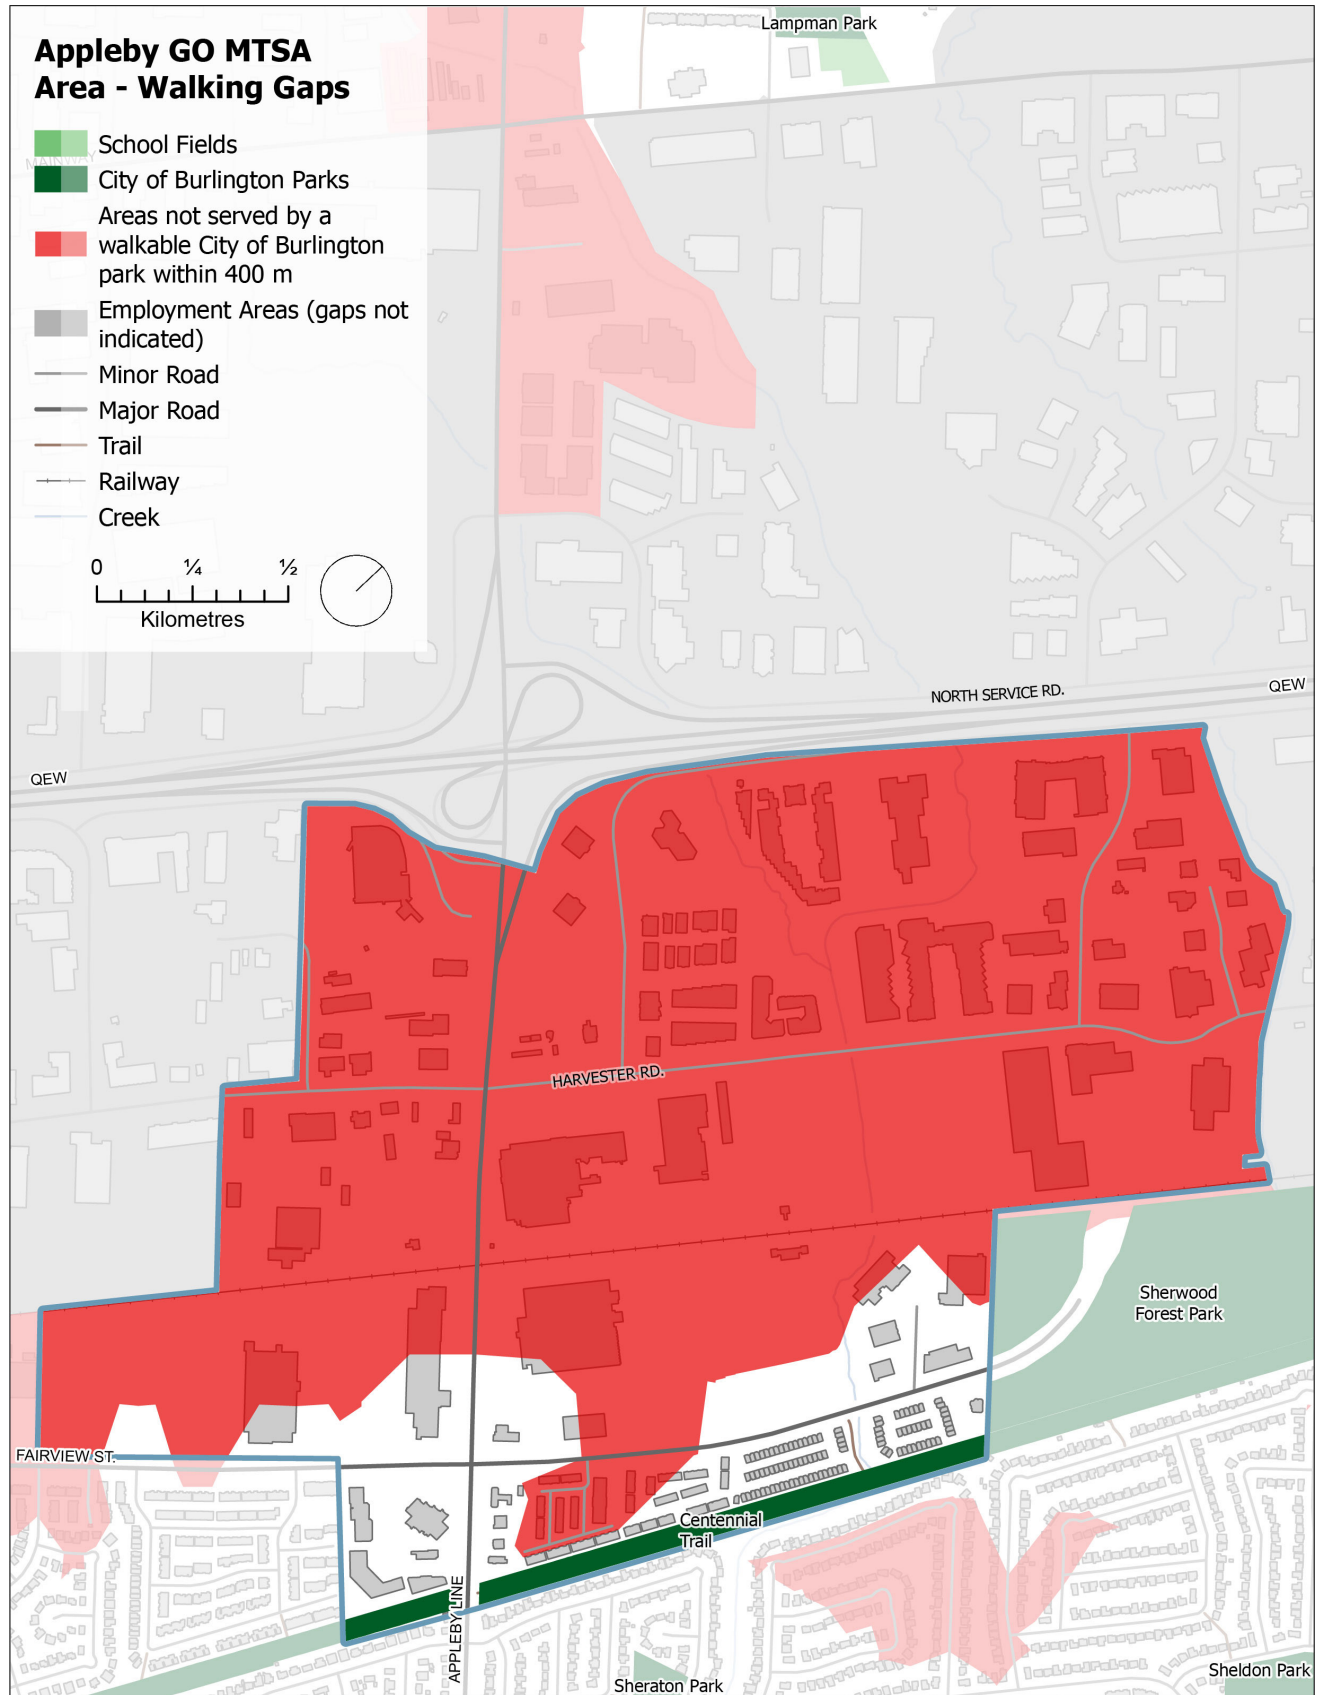 Appleby GO MTSA
Area - Walking Gaps
School Fields
MAINWAY
City of Burlington Parks
Areas not served by a
walkable City of Burlington
park within 400 m
Employment Areas (gaps not
indicated)
Minor Road
Major Road
Trail
Railway
Creek
0 ¼ ½
Kilometres
Lampman Park
NORTH SERVICE RD.
QEW
QEW
HARVESTER RD.
Sherwood
Forest Park
FAIRVIEW ST.
Centennial
Trail
APPLEBY LINE
Sheraton Park
Sheldon Park